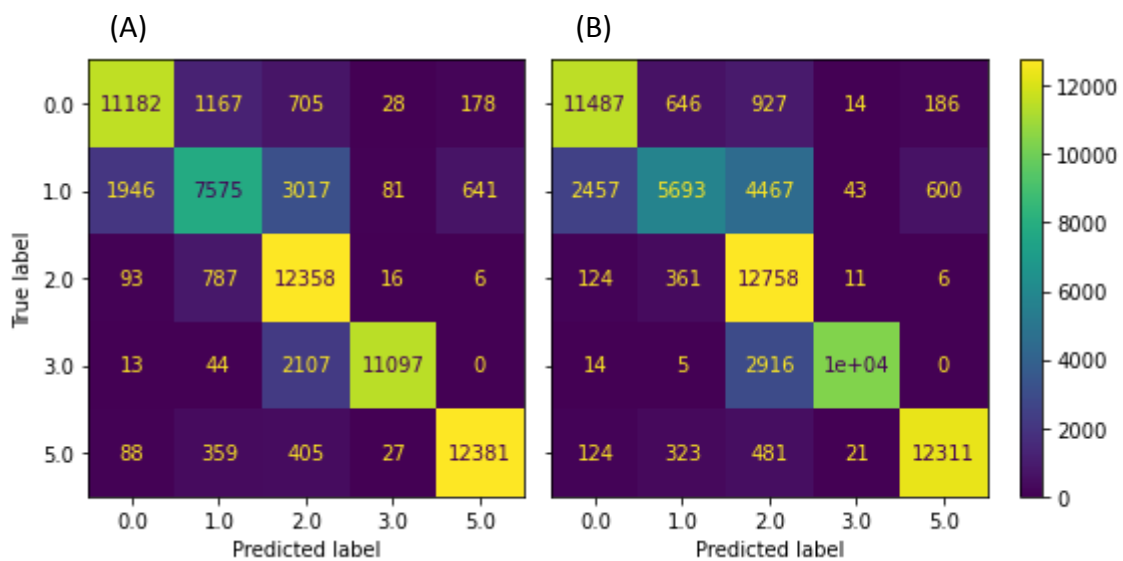 (A) (B)
0.0 11182 1167 705 28 178 11487 646 927 14 186 12000
10000
1.0 1946 7575 3017 81 641 2457 5693 4467 43 600
8000
True label
2.0 93 787 12358 16 6 124 361 12758 11 6
6000
3.0 13 44 2107 11097 0 14 5 2916 1e+04 0
4000
2000
5.0 88 359 405 27 12381 124 323 481 21 12311
0
0.0 1.0 2.0 3.0 5.0 0.0 1.0 2.0 3.0 5.0
Predicted label Predicted label